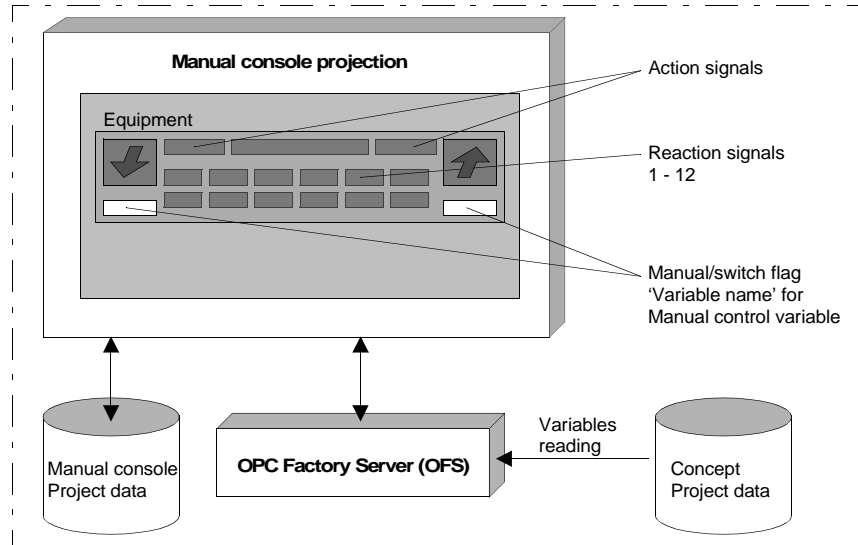 Manual console projection
Action signals
Equipment
Reaction signals
1 - 12
Manual/switch flag
‘Variable name’ for
Manual control variable
Variables
reading
Manual console
Project data
OPC Factory Server (OFS)
Concept
Project data